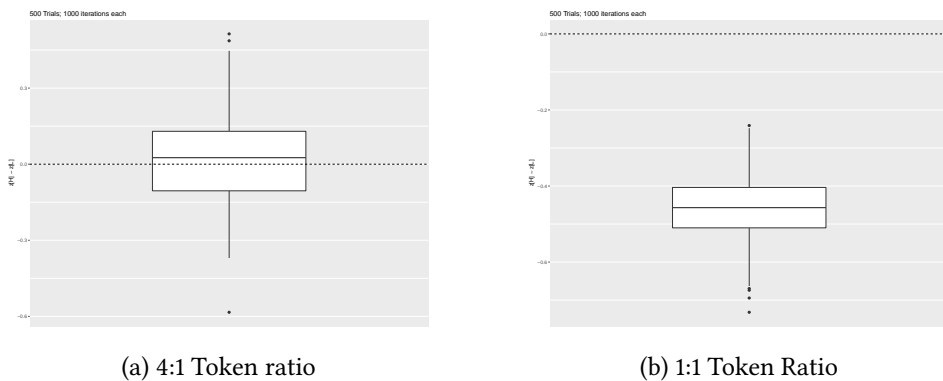 500 Trials; 1000 iterations each
0.3
0.0
−0.3
−0.6
z[H] − z[L]
(a) 4:1 Token ratio
500 Trials; 1000 iterations each
0.0
−0.2
−0.4
−0.6
z[H] − z[L]
(b) 1:1 Token Ratio